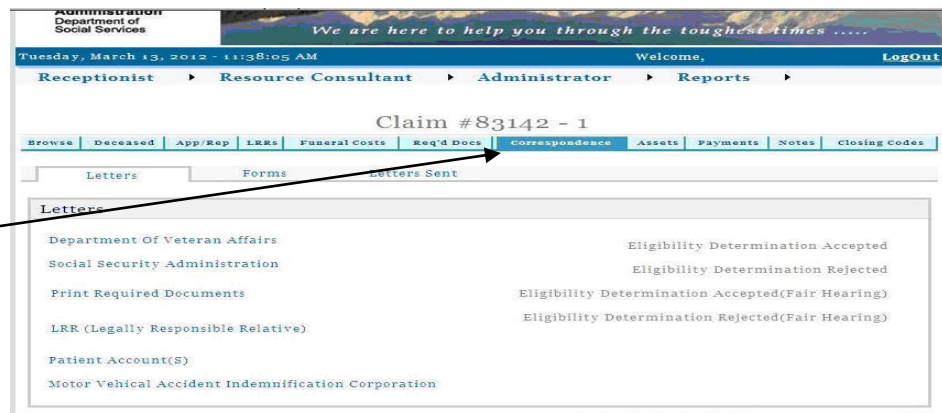 Administration
Department of
Social Services
We are here to help you through the toughest times .....
Tuesday, March 13, 2012 - 11:38:05 AM Welcome, LogOut
Receptionist Resource Consultant Administrator Reports
Claim #83142 - 1
Browse Deceased App/Rep LRRs Funeral Costs Req'd Docs Correspondence Assets Payments Notes Closing Codes
Letters Forms Letters Sent
Letters
Department Of Veteran Affairs
Social Security Administration
Print Required Documents
LRR (Legally Responsible Relative)
Patient Account(S)
Motor Vehical Accident Indemnification Corporation
Eligibility Determination Accepted
Eligibility Determination Rejected
Eligibility Determination Accepted(Fair Hearing)
Eligibility Determination Rejected(Fair Hearing)